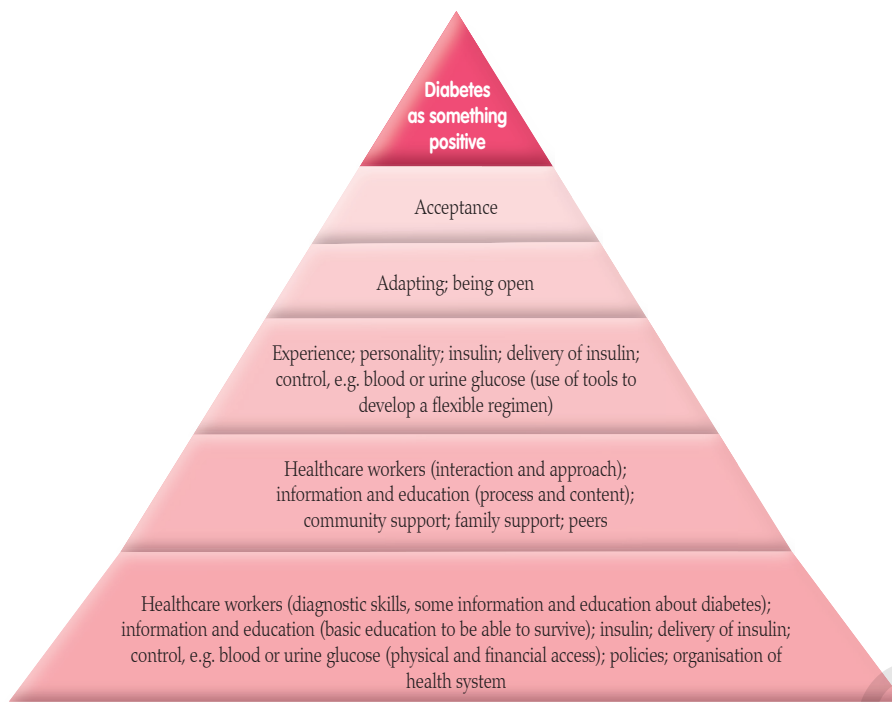 Diabetes
as something
positive
Acceptance
Adapting; being open
Experience; personality; insulin; delivery of insulin;
control, e.g. blood or urine glucose (use of tools to
develop a flexible regimen)
Healthcare workers (interaction and approach);
information and education (process and content);
community support; family support; peers
Healthcare workers (diagnostic skills, some information and education about diabetes);
information and education (basic education to be able to survive); insulin; delivery of insulin;
control, e.g. blood or urine glucose (physical and financial access); policies; organisation of
health system